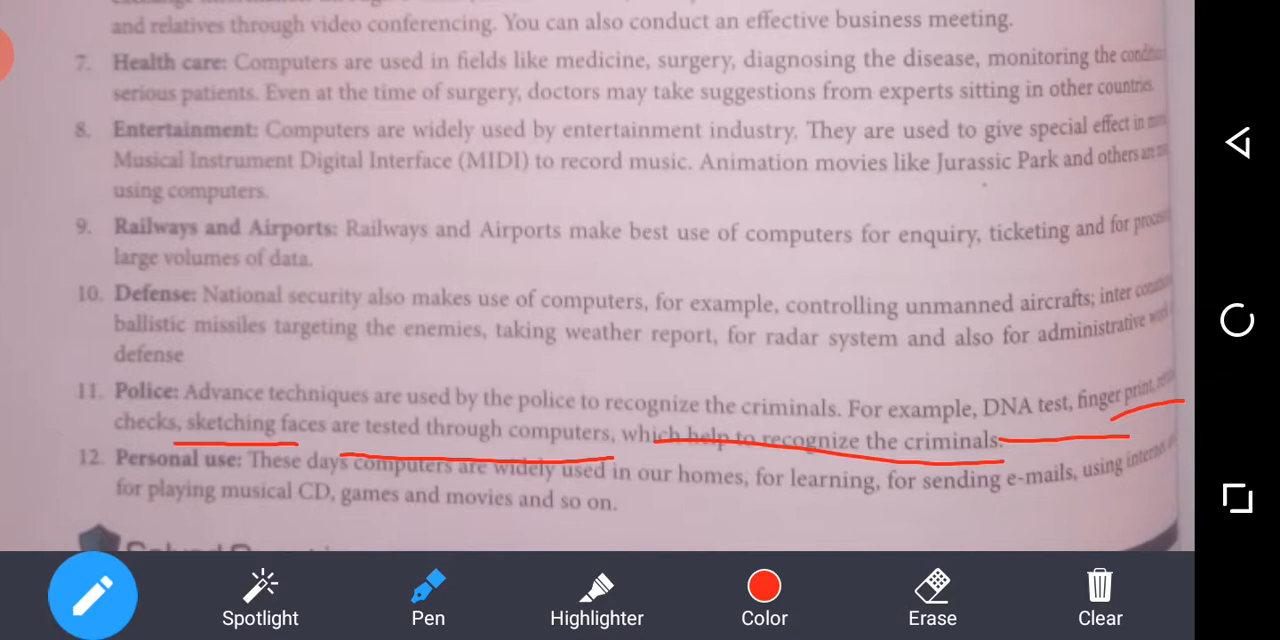 and relatives through video conferencing. You can also conduct an effective business meeting.
7. Health care: Computers are used in fields like medicine, surgery, diagnosing the disease, monitoring the
serious patients. Even at the time of surgery, doctors may take suggestions from experts sitting in other countries.
8. Entertainment: Computers are widely used by entertainment industry. They are used to give special effect in
Musical Instrument Digital Interface (MIDI) to record music. Animation movies like Jurassic Park and others are
using computers.
9. Railways and Airports: Railways and Airports make best use of computers for enquiry, ticketing and for
large volumes of data.
10. Defense: National security also makes use of computers, for example, controlling unmanned aircrafts; inter
ballistic missiles targeting the enemies, taking weather report, for radar system and also for administrative
defense
11. Police: Advance techniques are used by the police to recognize the criminals. For example, DNA test, finger print,
checks, sketching faces are tested through computers, which help to recognize the criminals.
12. Personal use: These days computers are widely used in our homes, for learning, for sending e-mails, using
for playing musical CD, games and movies and so on.
Spotlight Pen Highlighter Color Erase Clear